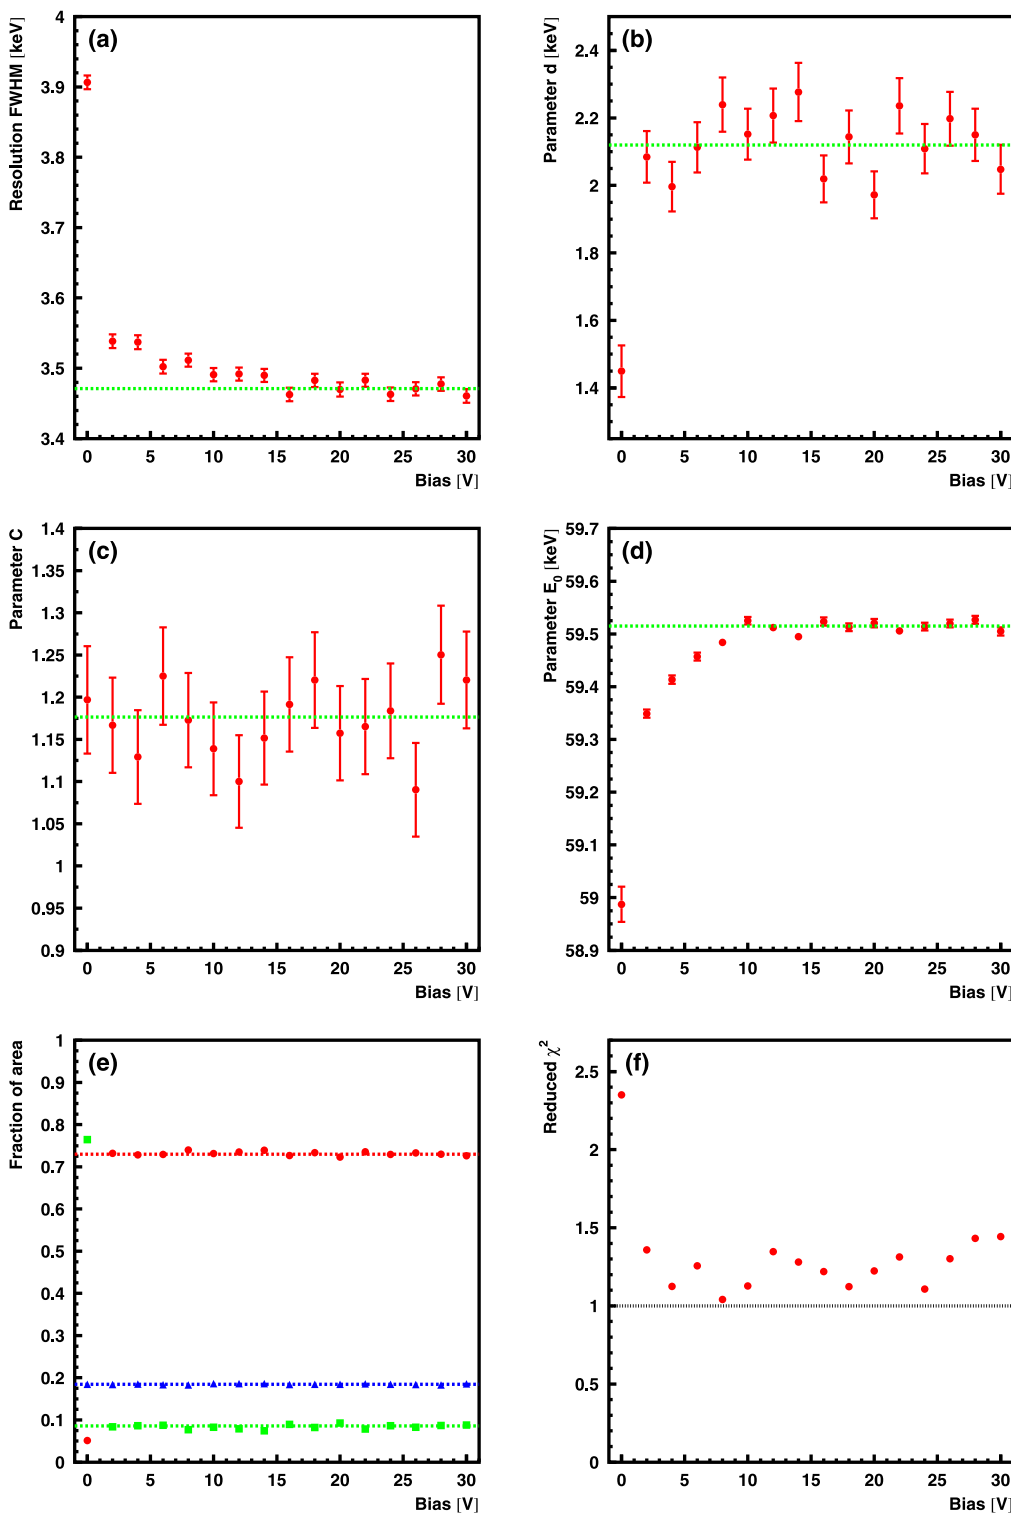 (a)
Resolution FWHM [keV]
4
3.9
3.8
3.7
3.6
3.5
3.4
0 5 10 15 20 25 30
Bias [V]
(b)
Parameter d [keV]
2.4
2.2
2
1.8
1.6
1.4
0 5 10 15 20 25 30
Bias [V]
(c)
Parameter C
1.4
1.35
1.3
1.25
1.2
1.15
1.1
1.05
1
0.95
0.9
0 5 10 15 20 25 30
Bias [V]
(d)
Parameter E₀ [keV]
59.7
59.6
59.5
59.4
59.3
59.2
59.1
59
58.9
0 5 10 15 20 25 30
Bias [V]
(e)
Fraction of area
1
0.9
0.8
0.7
0.6
0.5
0.4
0.3
0.2
0.1
0
0 5 10 15 20 25 30
Bias [V]
(f)
Reduced χ²
2.5
2
1.5
1
0.5
0
0 5 10 15 20 25 30
Bias [V]